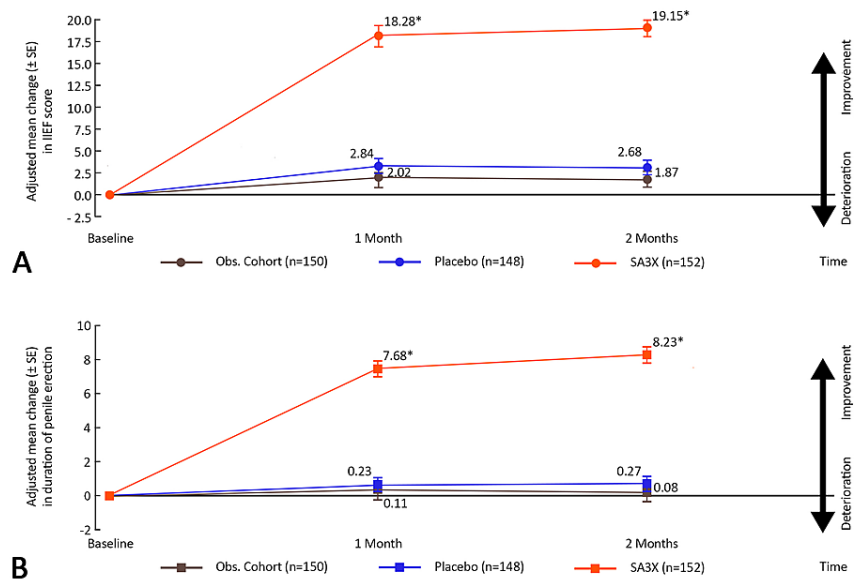 Adjusted mean change (± SE)
in IIEF score
20.0
17.5
15.0
12.5
10.0
7.5
5.0
2.5
0.0
- 2.5
18.28*
19.15*
2.84
2.02
2.68
1.87
Improvement
Deterioration
Baseline
1 Month
2 Months
Time
A
Obs. Cohort (n=150)
Placebo (n=148)
SA3X (n=152)
Adjusted mean change (± SE)
in duration of penile erection
10
8
6
4
2
0
-2
7.68*
8.23*
0.23
0.11
0.27
0.08
Improvement
Deterioration
Baseline
1 Month
2 Months
B
Obs. Cohort (n=150)
Placebo (n=148)
SA3X (n=152)
Time